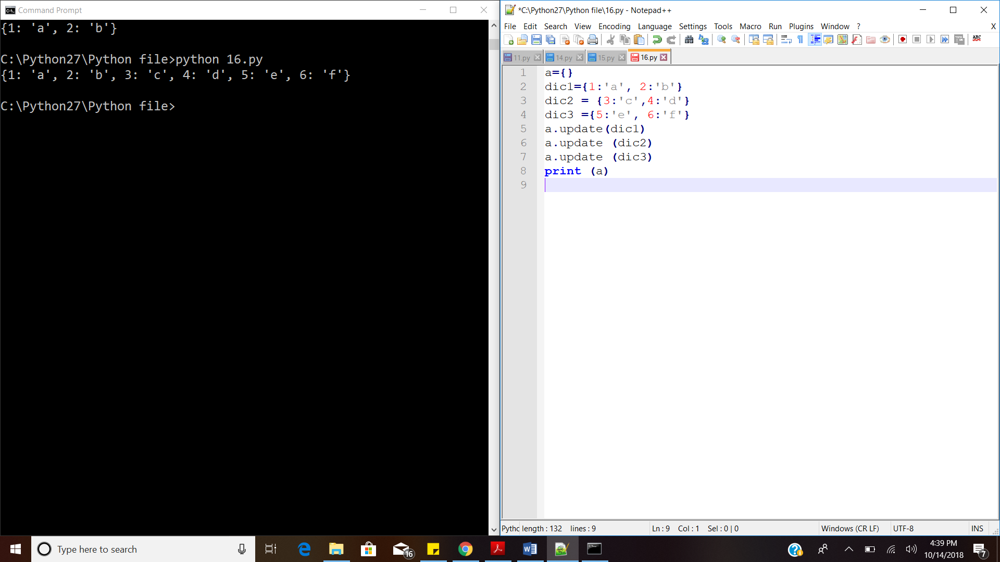 Command Prompt
{1: 'a', 2: 'b'}
C:\Python27\Python file>python 16.py
{1: 'a', 2: 'b', 3: 'c', 4: 'd', 5: 'e', 6: 'f'}
C:\Python27\Python file>
*C:\Python27\Python file\16.py - Notepad++
File Edit Search View Encoding Language Settings Tools Macro Run Plugins Window ? X
ABC
11.py 14.py 15.py 16.py
1 a={}
2 dic1={1:'a', 2:'b'}
3 dic2 = {3:'c',4:'d'}
4 dic3 ={5:'e', 6:'f'}
5 a.update(dic1)
6 a.update (dic2)
7 a.update (dic3)
8 print (a)
9
Pythc length : 132 lines : 9 Ln : 9 Col : 1 Sel : 0 | 0 Windows (CR LF) UTF-8 INS
Type here to search
16
4:39 PM
10/14/2018
7